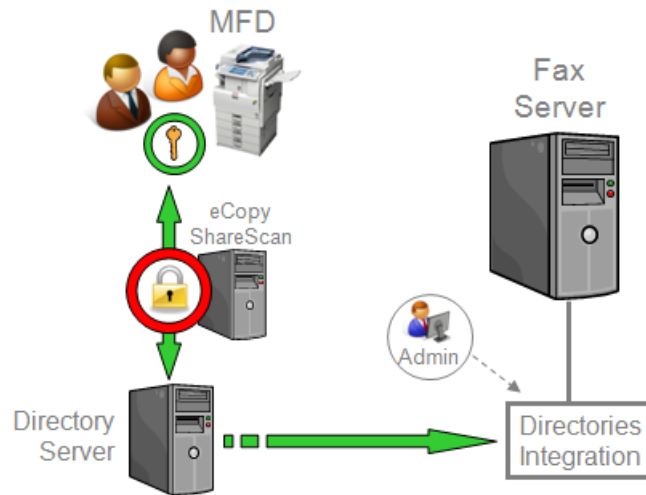 MFD
Fax
Server
eCopy
ShareScan
Admin
Directory
Server
Directories
Integration